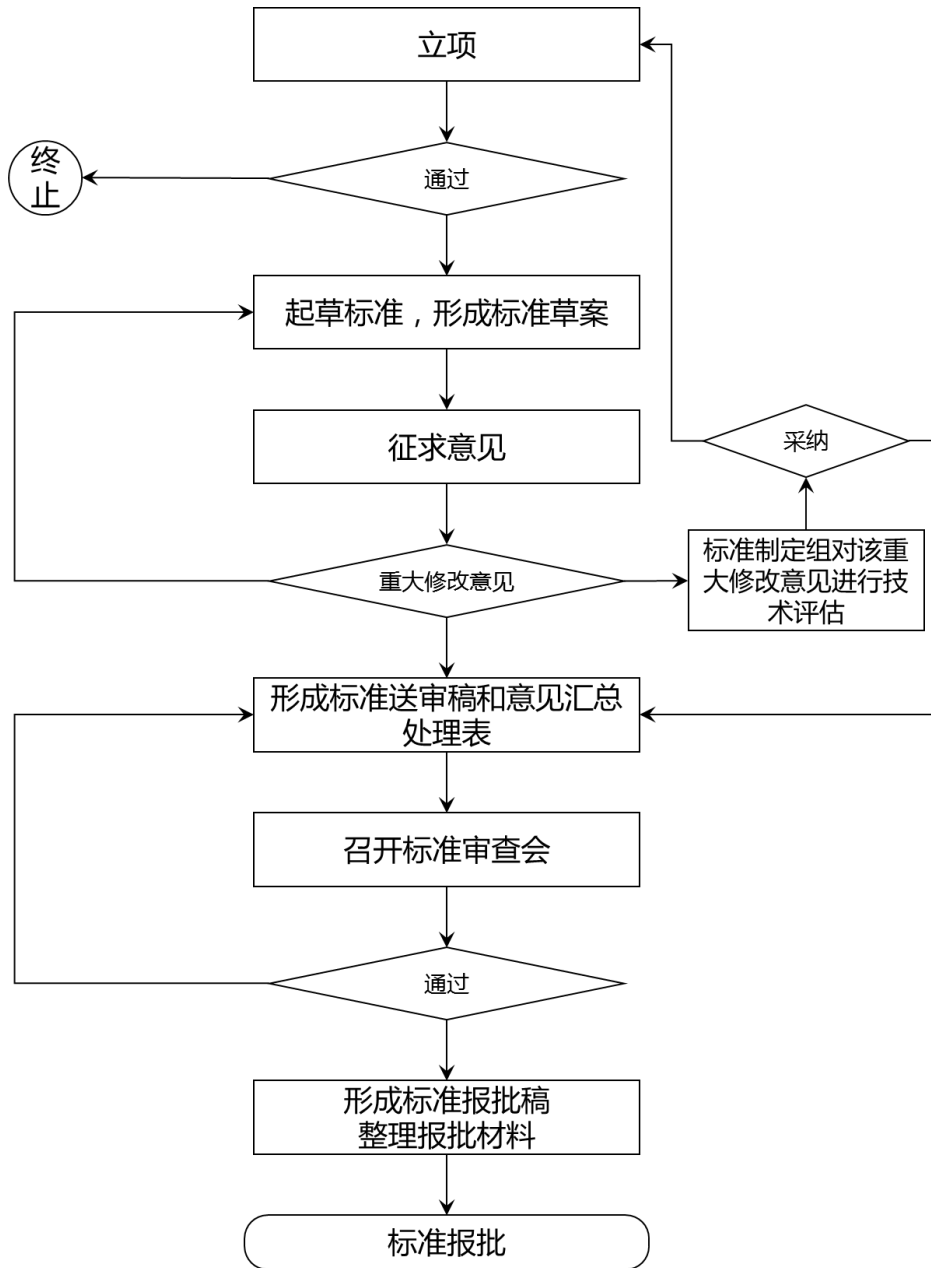 立项
终
止
通过
起草标准，形成标准草案
征求意见
采纳
重大修改意见
标准制定组对该重
大修改意见进行技
术评估
形成标准送审稿和意见汇总
处理表
召开标准审查会
通过
形成标准报批稿
整理报批材料
标准报批